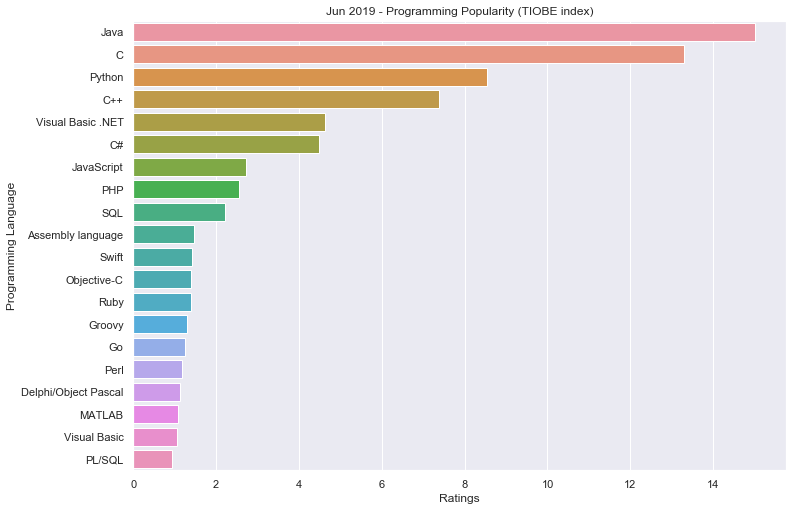 Jun 2019 - Programming Popularity (TIOBE index)
Programming Language
Java
C
Python
C++
Visual Basic .NET
C#
JavaScript
PHP
SQL
Assembly language
Swift
Objective-C
Ruby
Groovy
Go
Perl
Delphi/Object Pascal
MATLAB
Visual Basic
PL/SQL
0 2 4 6 8 10 12 14
Ratings